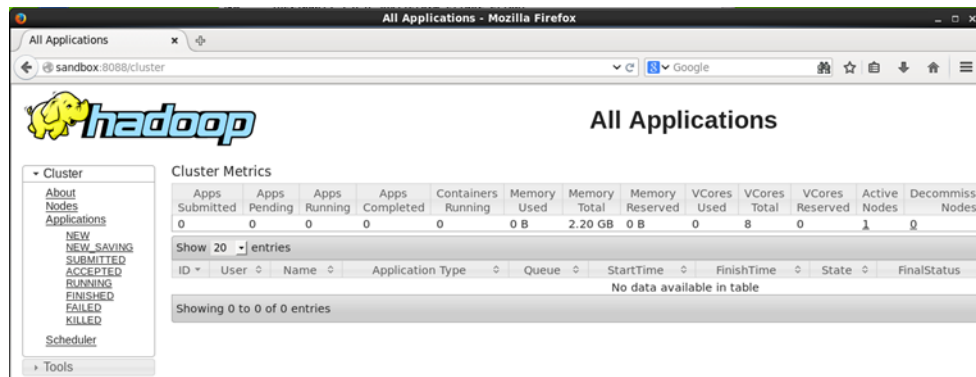 All Applications - Mozilla Firefox
All Applications
sandbox:8088/cluster
Google
hadoop
All Applications
Cluster
About
Nodes
Applications
NEW
NEW_SAVING
SUBMITTED
ACCEPTED
RUNNING
FINISHED
FAILED
KILLED
Scheduler
Tools
Cluster Metrics
Apps Submitted Apps Pending Apps Running Apps Completed Containers Running Memory Used Memory Total Memory Reserved VCores Used VCores Total VCores Reserved Active Nodes Decommiss Nodes
0 0 0 0 0 0 B 2.20 GB 0 B 0 8 0 1 0
Show 20 entries
ID User Name Application Type Queue StartTime FinishTime State FinalStatus
No data available in table
Showing 0 to 0 of 0 entries